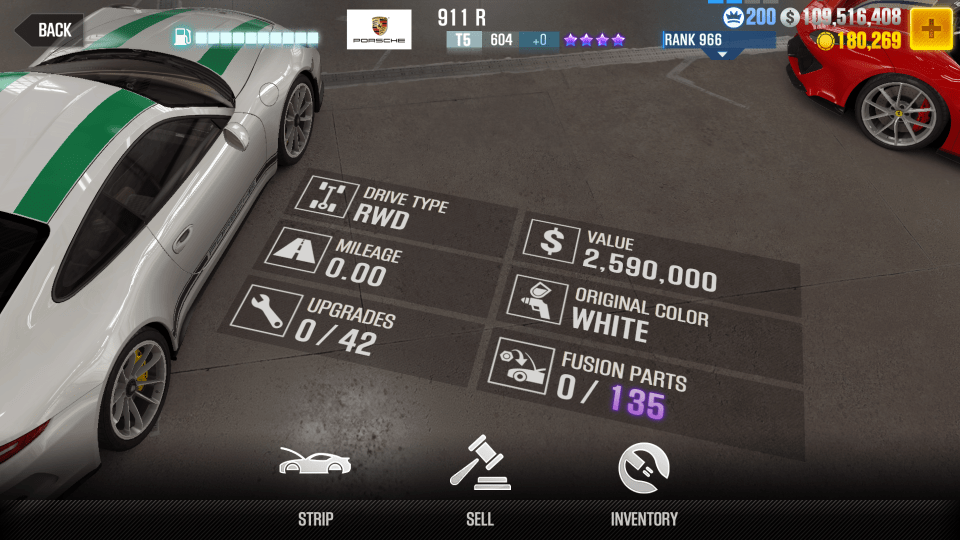 BACK
PORSCHE
911 R
T5 604 +0
RANK 966
200 $ 109,516,408
180,269
DRIVE TYPE
RWD
MILEAGE
0.00
UPGRADES
0 / 42
$
VALUE
2,590,000
ORIGINAL COLOR
WHITE
FUSION PARTS
0 / 135
STRIP
SELL
INVENTORY